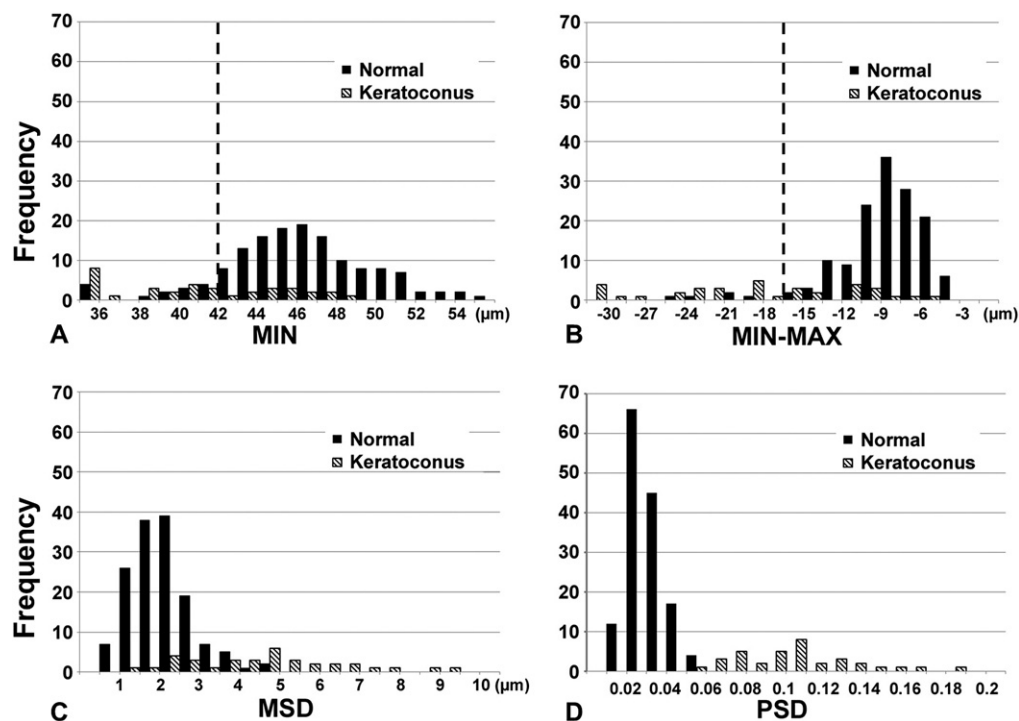 70
60
50
40
30
20
10
0
Frequency
Normal
Keratoconus
36 38 40 42 44 46 48 50 52 54 (μm)
A MIN
70
60
50
40
30
20
10
0
Normal
Keratoconus
-30 -27 -24 -21 -18 -15 -12 -9 -6 -3 (μm)
B MIN-MAX
70
60
50
40
30
20
10
0
Frequency
Normal
Keratoconus
1 2 3 4 5 6 7 8 9 10 (μm)
C MSD
70
60
50
40
30
20
10
0
Normal
Keratoconus
0.02 0.04 0.06 0.08 0.1 0.12 0.14 0.16 0.18 0.2
D PSD